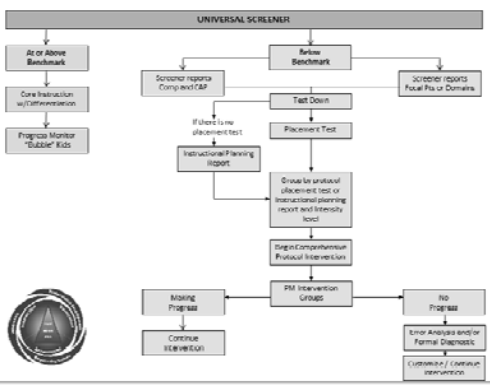 UNIVERSAL SCREENER
At or Above
Benchmark
Below
Benchmark
Core Instruction
w/Differentiation
Screener reports
Comp and CAP
Screener reports
Focal Pts or Domains
Test Down
If there is no
placement test
Placement Test
Progress Monitor
"Bubble" Kids
Instructional Planning
Report
Group by protocol
placement test or
Instructional planning
report and Intensity
level
Begin Comprehensive
Protocol Intervention
PM Intervention
Groups
Making
Progress
No
Progress
Continue
Intervention
Error Analysis and/or
Formal Diagnostic
Customize / Continue
Intervention